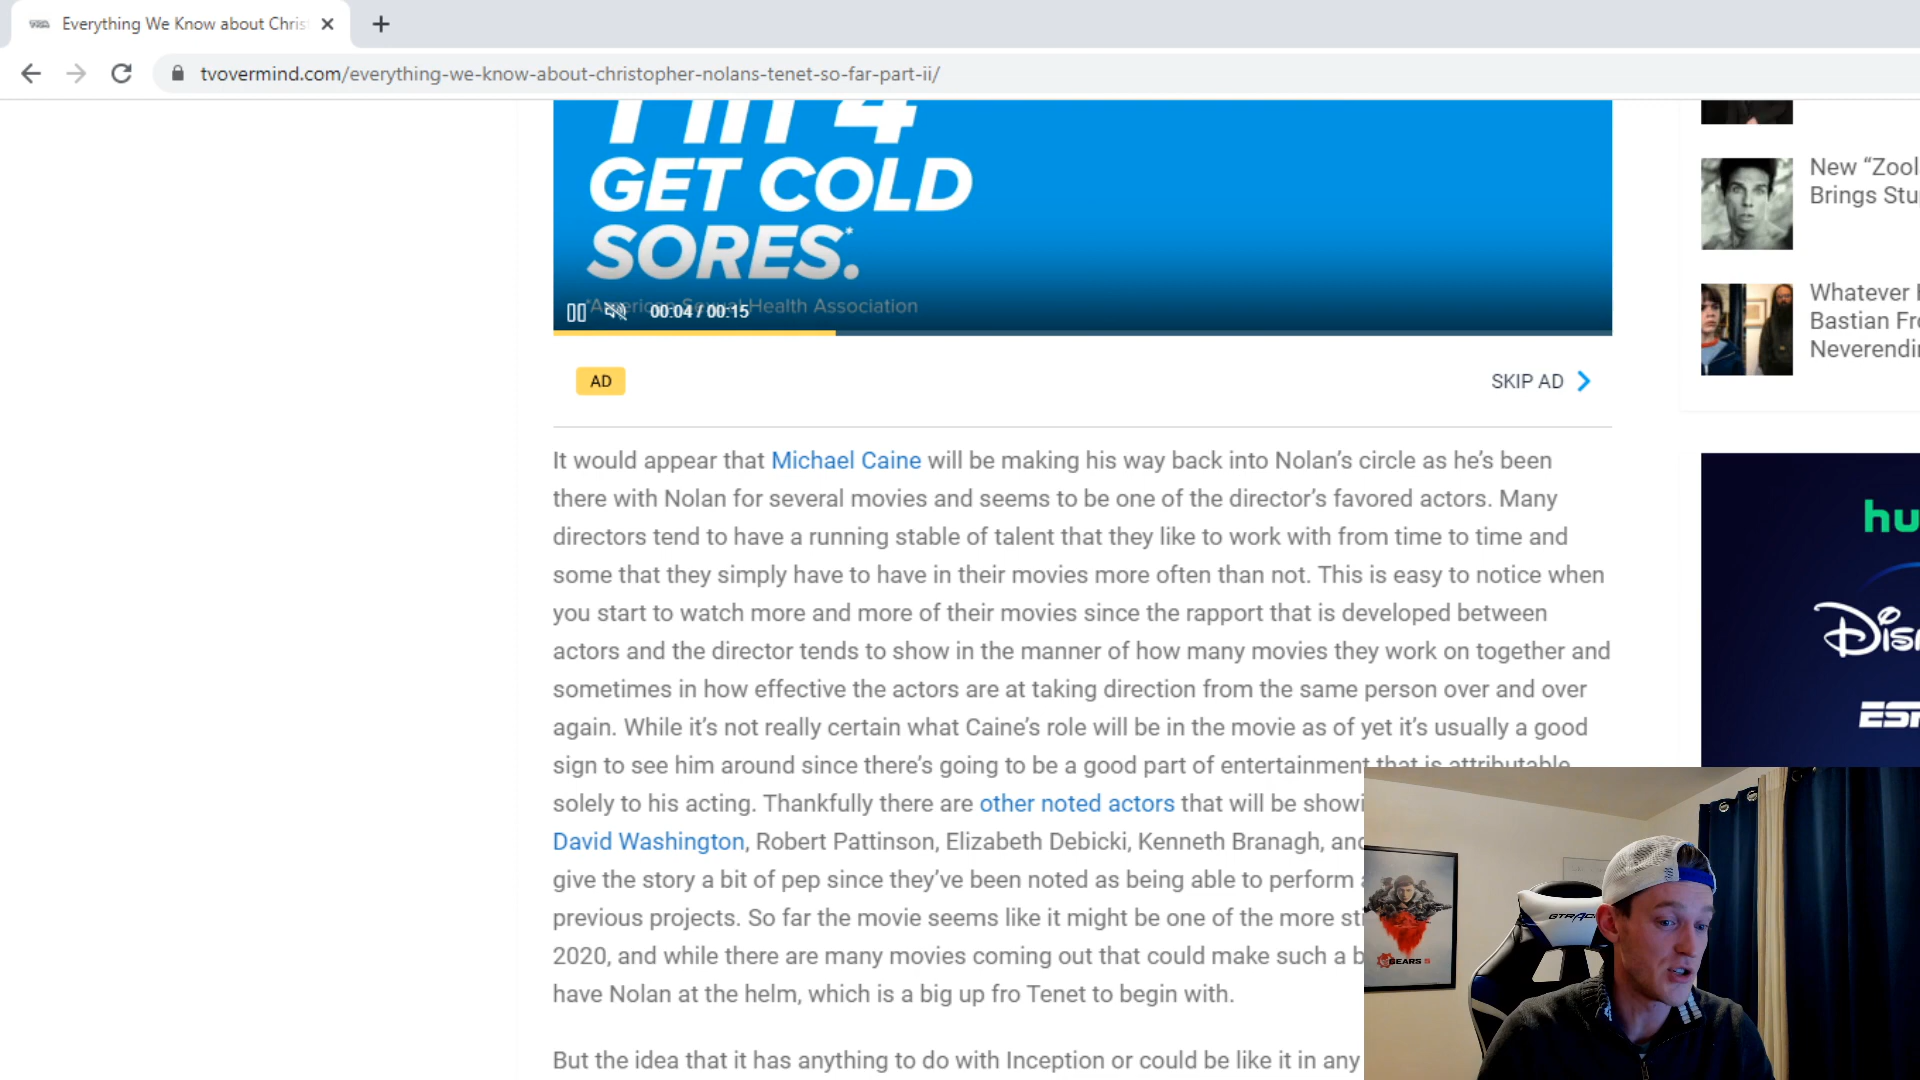 Everything We Know about Chris
tvovermind.com/everything-we-know-about-christopher-nolans-tenet-so-far-part-ii/
1 in 4
GET COLD
SORES.*
*American Sexual Health Association
00:04 / 00:15
AD
SKIP AD
It would appear that Michael Caine will be making his way back into Nolan's circle as he's been
there with Nolan for several movies and seems to be one of the director's favored actors. Many
directors tend to have a running stable of talent that they like to work with from time to time and
some that they simply have to have in their movies more often than not. This is easy to notice when
you start to watch more and more of their movies since the rapport that is developed between
actors and the director tends to show in the manner of how many movies they work on together and
sometimes in how effective the actors are at taking direction from the same person over and over
again. While it's not really certain what Caine's role will be in the movie as of yet it's usually a good
sign to see him around since there's going to be a good part of entertainment that is attributable
solely to his acting. Thankfully there are other noted actors that will be showi
David Washington, Robert Pattinson, Elizabeth Debicki, Kenneth Branagh, and
give the story a bit of pep since they've been noted as being able to perform
previous projects. So far the movie seems like it might be one of the more st
2020, and while there are many movies coming out that could make such a b
have Nolan at the helm, which is a big up fro Tenet to begin with.
But the idea that it has anything to do with Inception or could be like it in any
New “Zool
Brings Stu
Whatever
Bastian Fr
Neverendi
hu
Disn
ESP
GTRAC
GEARS 5